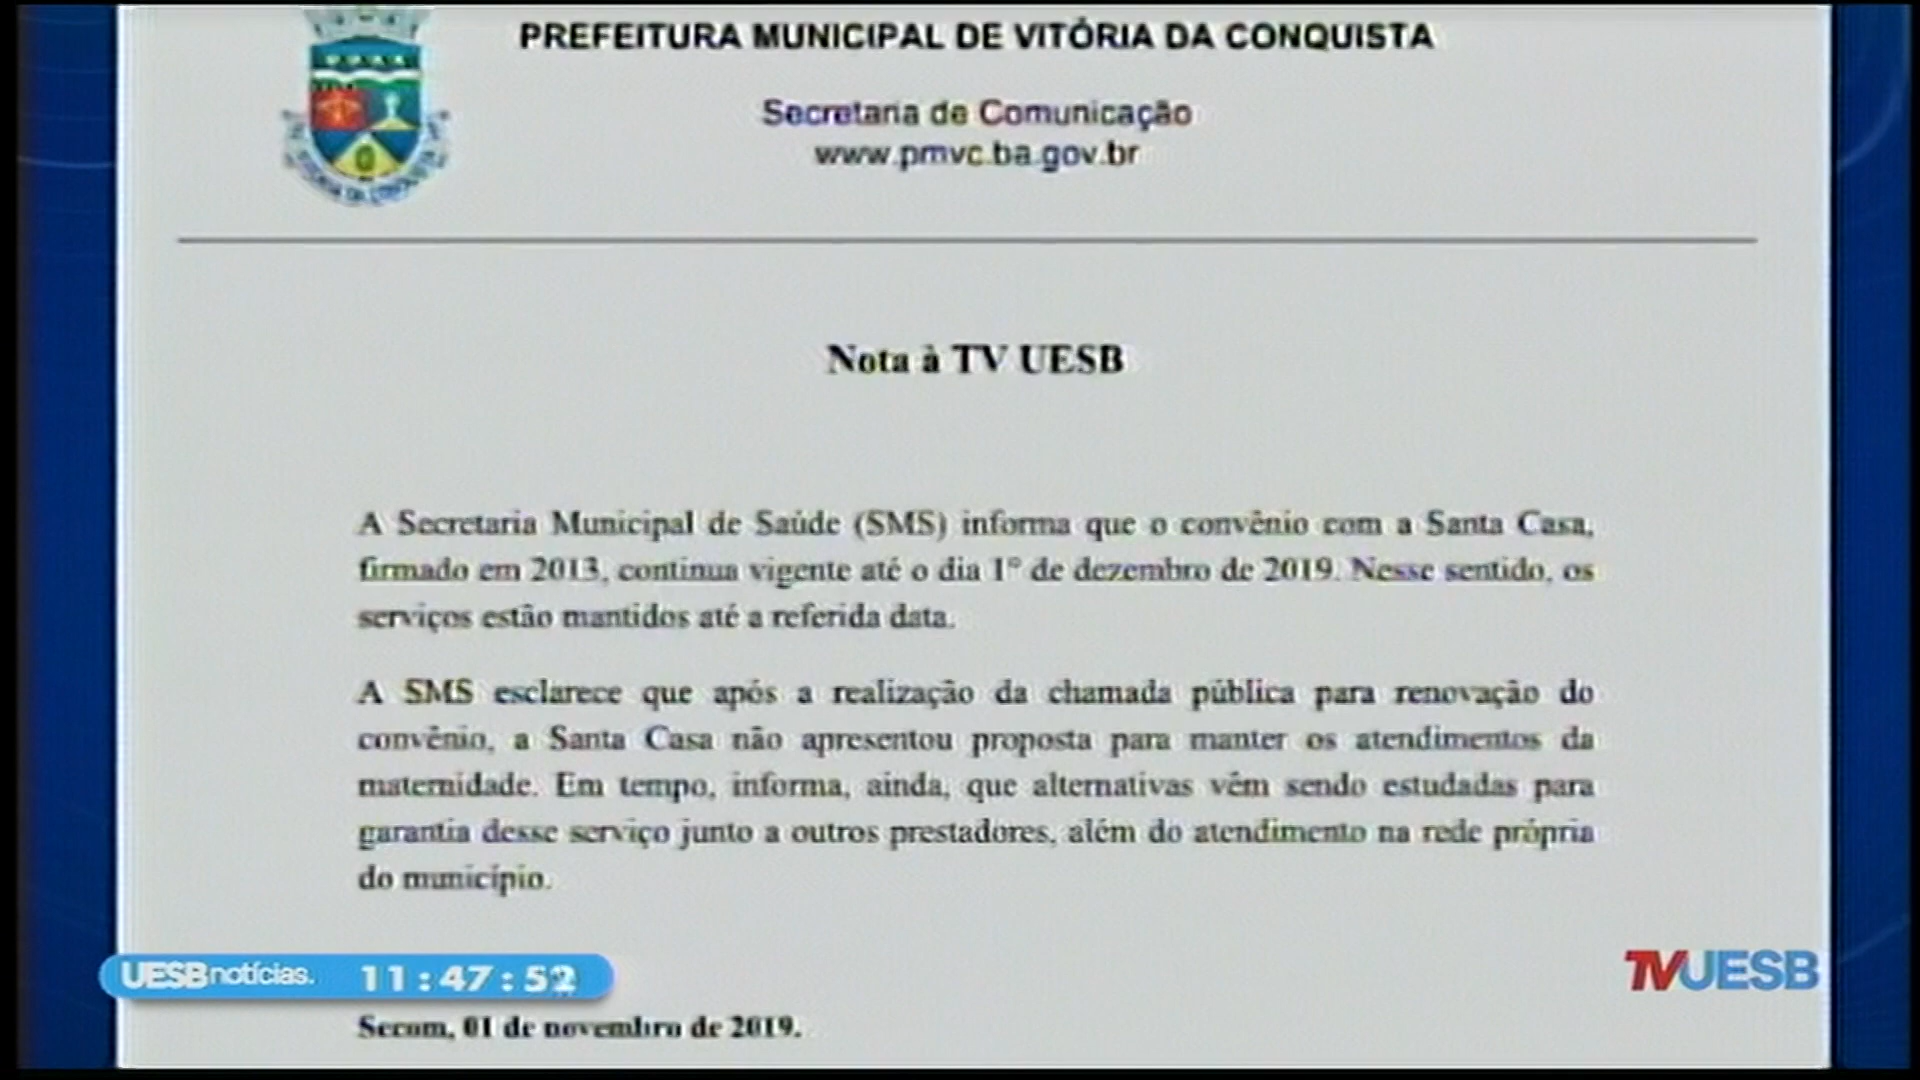 PREFEITURA MUNICIPAL DE VITÓRIA DA CONQUISTA
Secretaria de Comunicação
www.pmvc.ba.gov.br
Nota à TV UESB
A Secretaria Municipal de Saúde (SMS) informa que o convênio com a Santa Casa,
firmado em 2013, continua vigente até o dia 1º de dezembro de 2019. Nesse sentido, os
serviços estão mantidos até a referida data.
A SMS esclarece que após a realização da chamada pública para renovação do
convênio, a Santa Casa não apresentou proposta para manter os atendimentos da
maternidade. Em tempo, informa, ainda, que alternativas vêm sendo estudadas para
garantia desse serviço junto a outros prestadores, além do atendimento na rede própria
do município.
UESBnotícias. 11:47:52
TVUESB
Secom, 01 de novembro de 2019.